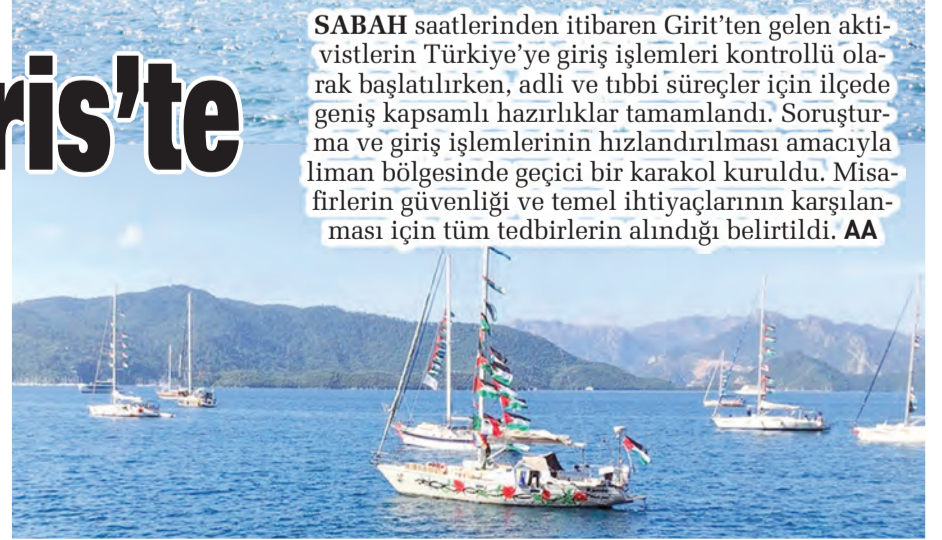 ris'te
SABAH saatlerinden itibaren Girit'ten gelen akti-
vistlerin Türkiye'ye giriş işlemleri kontrollü ola-
rak başlatılırken, adli ve tıbbi süreçler için ilçede
geniş kapsamlı hazırlıklar tamamlandı. Soruştur-
ma ve giriş işlemlerinin hızlandırılması amacıyla
liman bölgesinde geçici bir karakol kuruldu. Misa-
firlerin güvenliği ve temel ihtiyaçlarının karşılan-
ması için tüm tedbirlerin alındığı belirtildi. AA